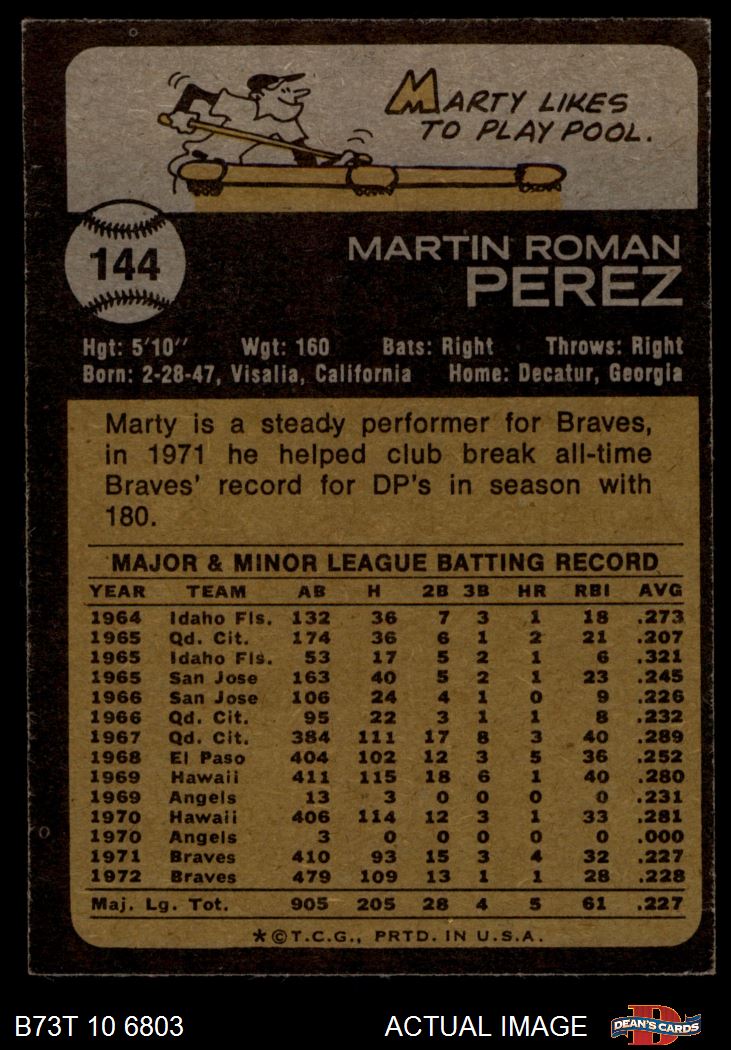 MARTY LIKES
TO PLAY POOL.
144
MARTIN ROMAN
PEREZ
Hgt: 5'10" Wgt: 160 Bats: Right Throws: Right
Born: 2-28-47, Visalia, California Home: Decatur, Georgia
Marty is a steady performer for Braves,
in 1971 he helped club break all-time
Braves' record for DP's in season with
180.
MAJOR & MINOR LEAGUE BATTING RECORD
YEAR TEAM AB H 2B 3B HR RBI AVG
1964 Idaho Fls. 132 36 7 3 1 18 .273
1965 Qd. Cit. 174 36 6 1 2 21 .207
1965 Idaho Fls. 53 17 5 2 1 6 .321
1965 San Jose 163 40 5 2 1 23 .245
1966 San Jose 106 24 4 1 0 9 .226
1966 Qd. Cit. 95 22 3 1 1 8 .232
1967 Qd. Cit. 384 111 17 8 3 40 .289
1968 El Paso 404 102 12 3 5 36 .252
1969 Hawaii 411 115 18 6 1 40 .280
1969 Angels 13 3 0 0 0 0 .231
1970 Hawaii 406 114 12 3 1 33 .281
1970 Angels 3 0 0 0 0 0 .000
1971 Braves 410 93 15 3 4 32 .227
1972 Braves 479 109 13 1 1 28 .228
Maj. Lg. Tot. 905 205 28 4 5 61 .227
*©T.C.G., PRTD. IN U.S.A.
B73T 10 6803 ACTUAL IMAGE D DEAN'S CARDS